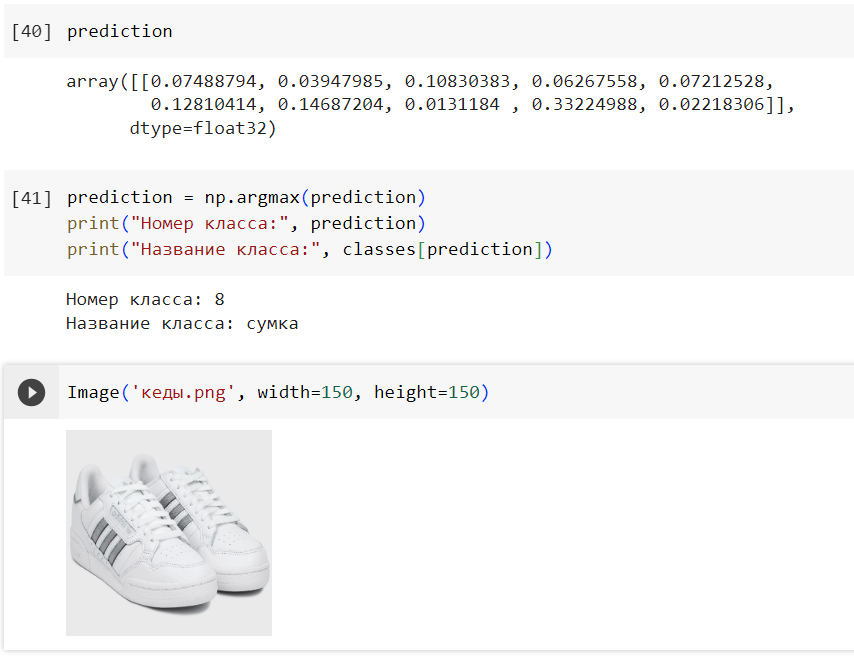 [40] prediction
array([[0.07488794, 0.03947985, 0.10830383, 0.06267558, 0.07212528,
0.12810414, 0.14687204, 0.0131184 , 0.33224988, 0.02218306]],
dtype=float32)
[41] prediction = np.argmax(prediction)
print("Номер класса:", prediction)
print("Название класса:", classes[prediction])
Номер класса: 8
Название класса: сумка
Image('кеды.png', width=150, height=150)